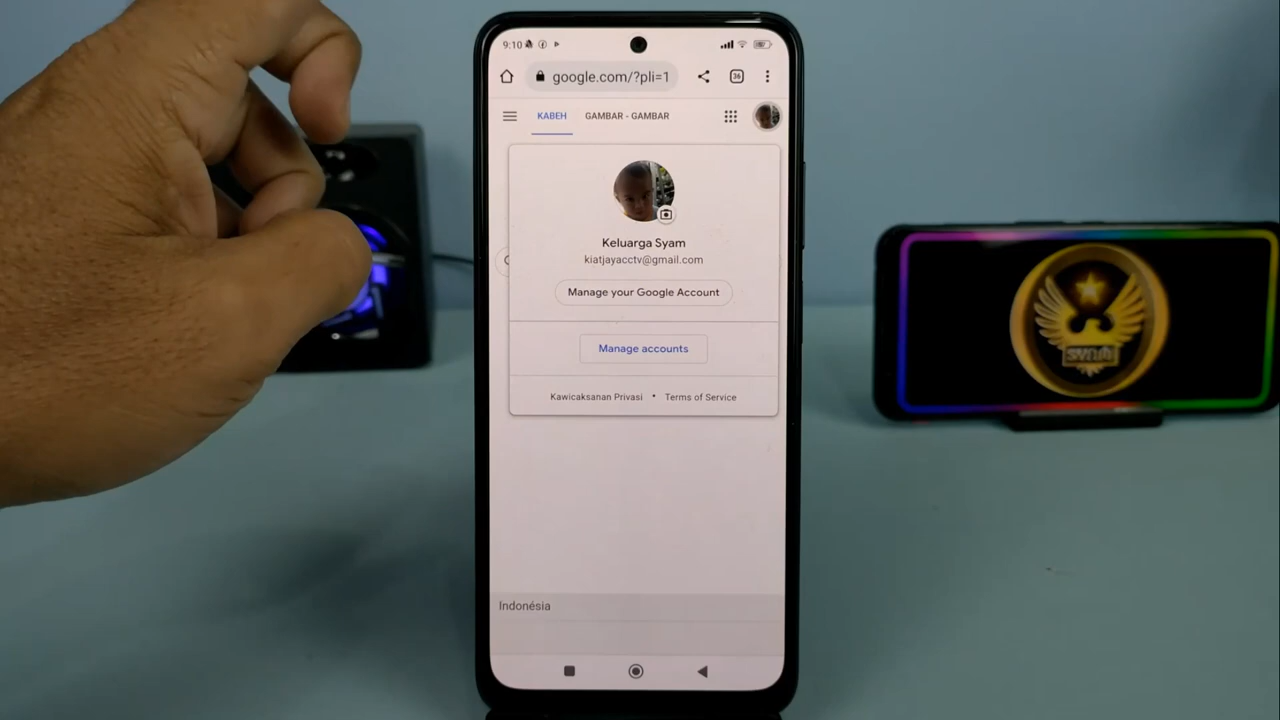 9:10
google.com/?pli=1
36
KABEH GAMBAR - GAMBAR
Keluarga Syam
kiatjayacctv@gmail.com
Manage your Google Account
Manage accounts
Kawicaksanan Privasi • Terms of Service
Indonésia
SYAM